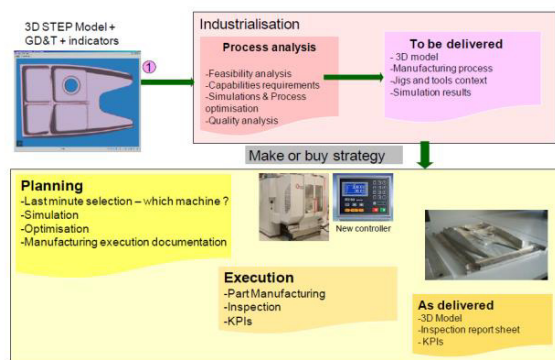 3D STEP Model +
GD&T + indicators
1
Industrialisation
Process analysis
-Feasibility analysis
-Capabilities requirements
-Simulations & Process
optimisation
-Quality analysis
To be delivered
- 3D model
- Manufacturing process
- Jigs and tools context
- Simulation results
Make or buy strategy
Planning
-Last minute selection – which machine ?
-Simulation
-Optimisation
-Manufacturing execution documentation
New controller
Execution
-Part Manufacturing
-Inspection
-KPIs
As delivered
-3D Model
-Inspection report sheet
-KPIs